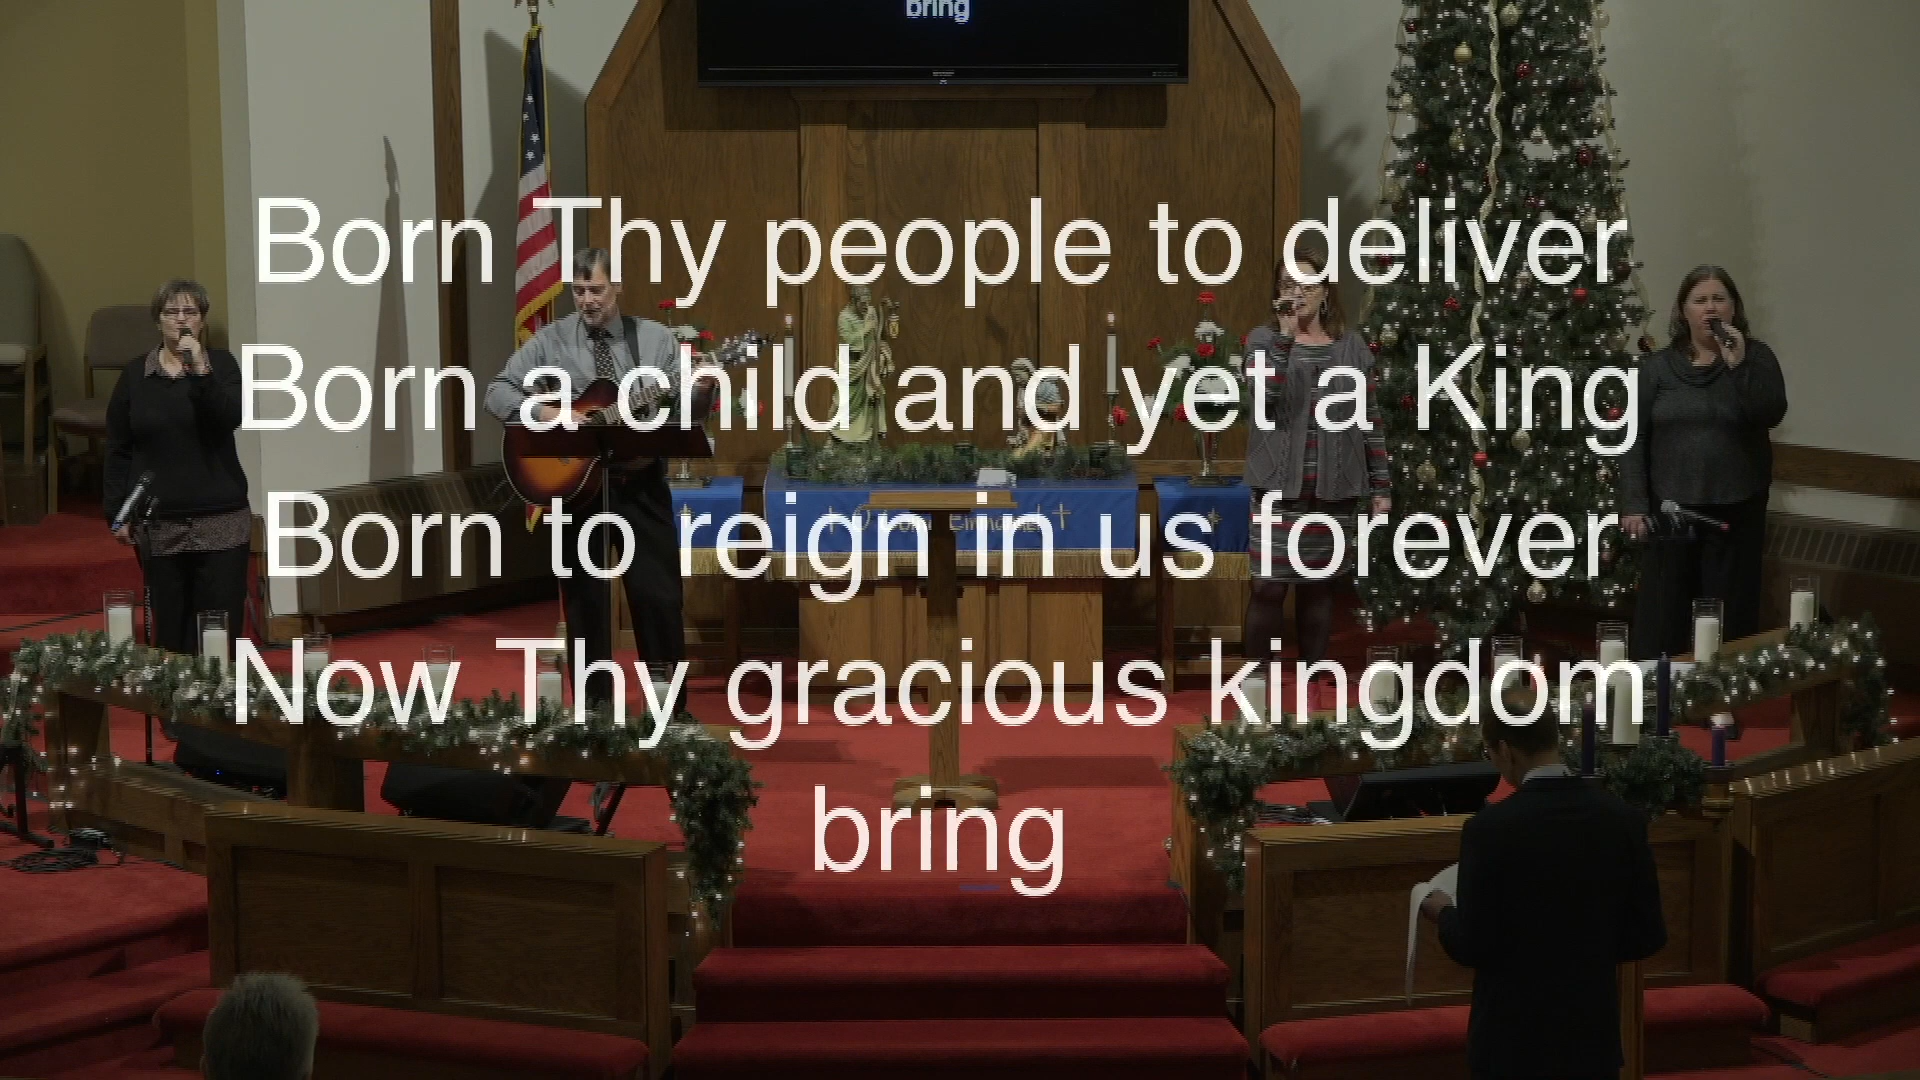 bring
Born Thy people to deliver
Born a child and yet a King
Born to reign in us forever
Now Thy gracious kingdom
bring